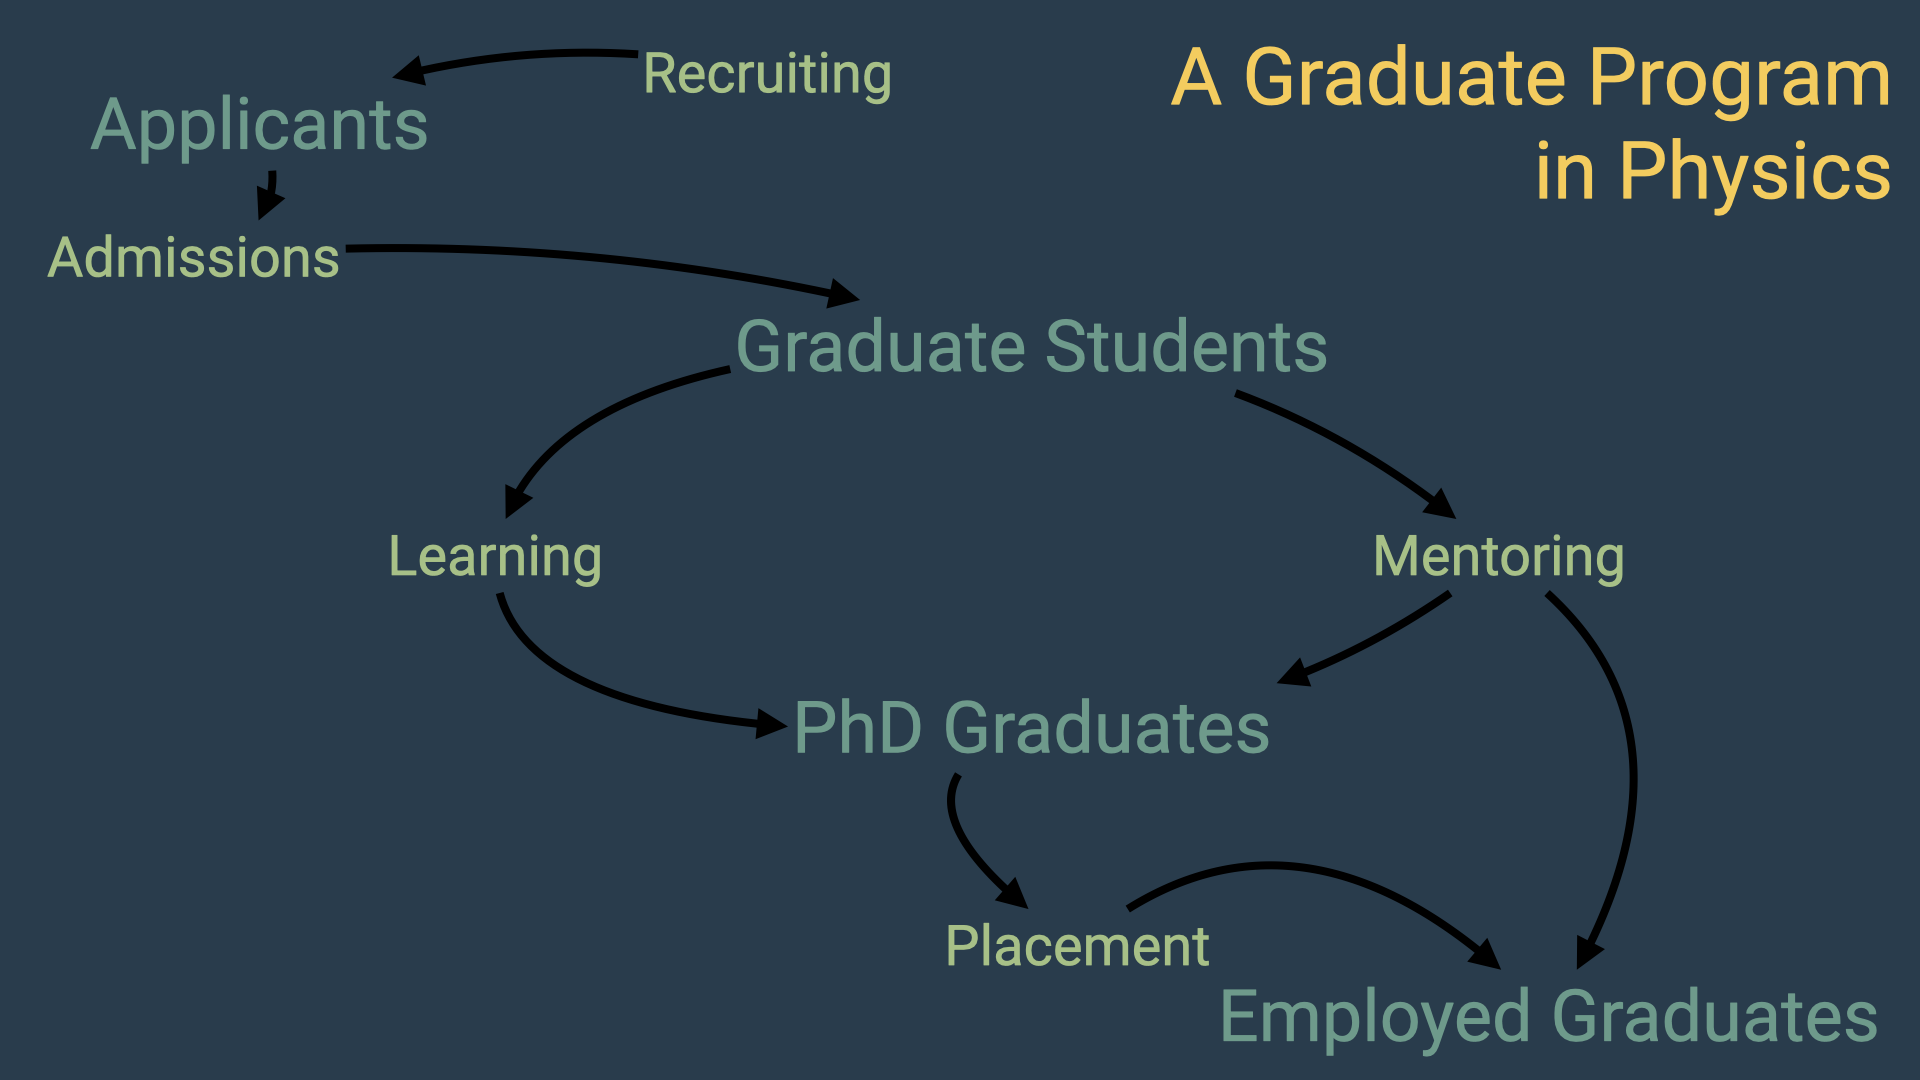 A Graduate Program
in Physics
Recruiting
Applicants
Admissions
Graduate Students
Learning
Mentoring
PhD Graduates
Placement
Employed Graduates